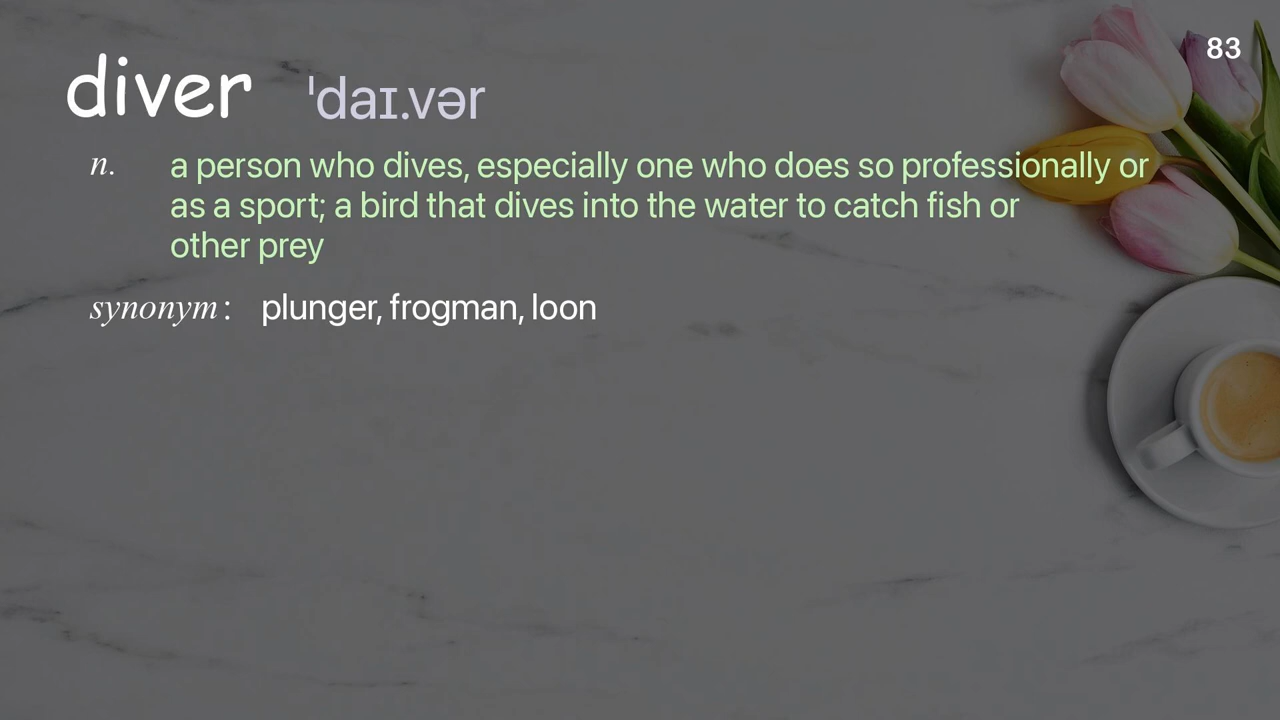 83
diver ˈdaɪ.vər
n. a person who dives, especially one who does so professionally or
as a sport; a bird that dives into the water to catch fish or
other prey
synonym: plunger, frogman, loon